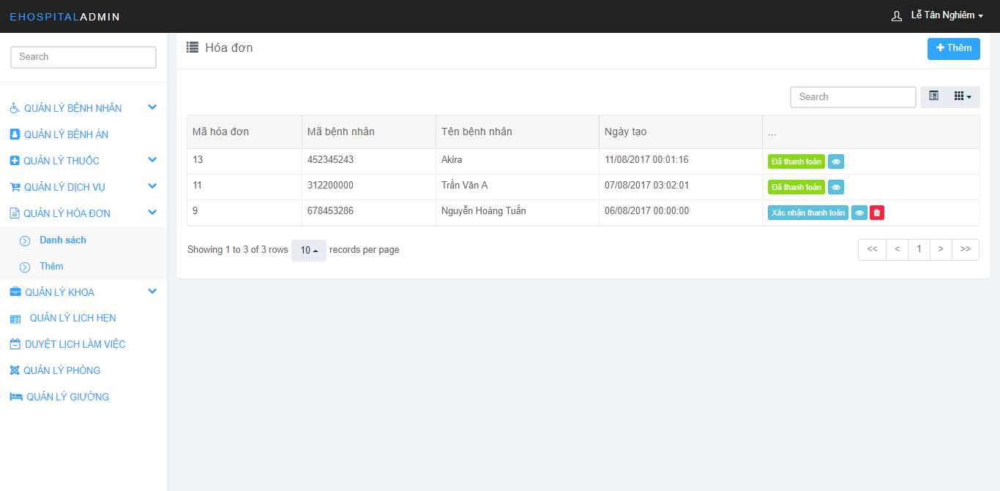 EHOSPITALADMIN
Lễ Tân Nghiêm
Search
QUẢN LÝ BỆNH NHÂN
QUẢN LÝ BỆNH ÁN
QUẢN LÝ THUỐC
QUẢN LÝ DỊCH VỤ
QUẢN LÝ HÓA ĐƠN
Danh sách
Thêm
QUẢN LÝ KHOA
QUẢN LÝ LỊCH HẸN
DUYỆT LỊCH LÀM VIỆC
QUẢN LÝ PHÒNG
QUẢN LÝ GIƯỜNG
Hóa đơn
Thêm
Search
Mã hóa đơn Mã bệnh nhân Tên bệnh nhân Ngày tạo ...
13 452345243 Akira 11/08/2017 00:01:16 Đã thanh toán
11 312200000 Trần Văn A 07/08/2017 03:02:01 Đã thanh toán
9 678453286 Nguyễn Hoàng Tuấn 06/08/2017 00:00:00 Xác nhận thanh toán
Showing 1 to 3 of 3 rows 10 records per page << < 1 > >>